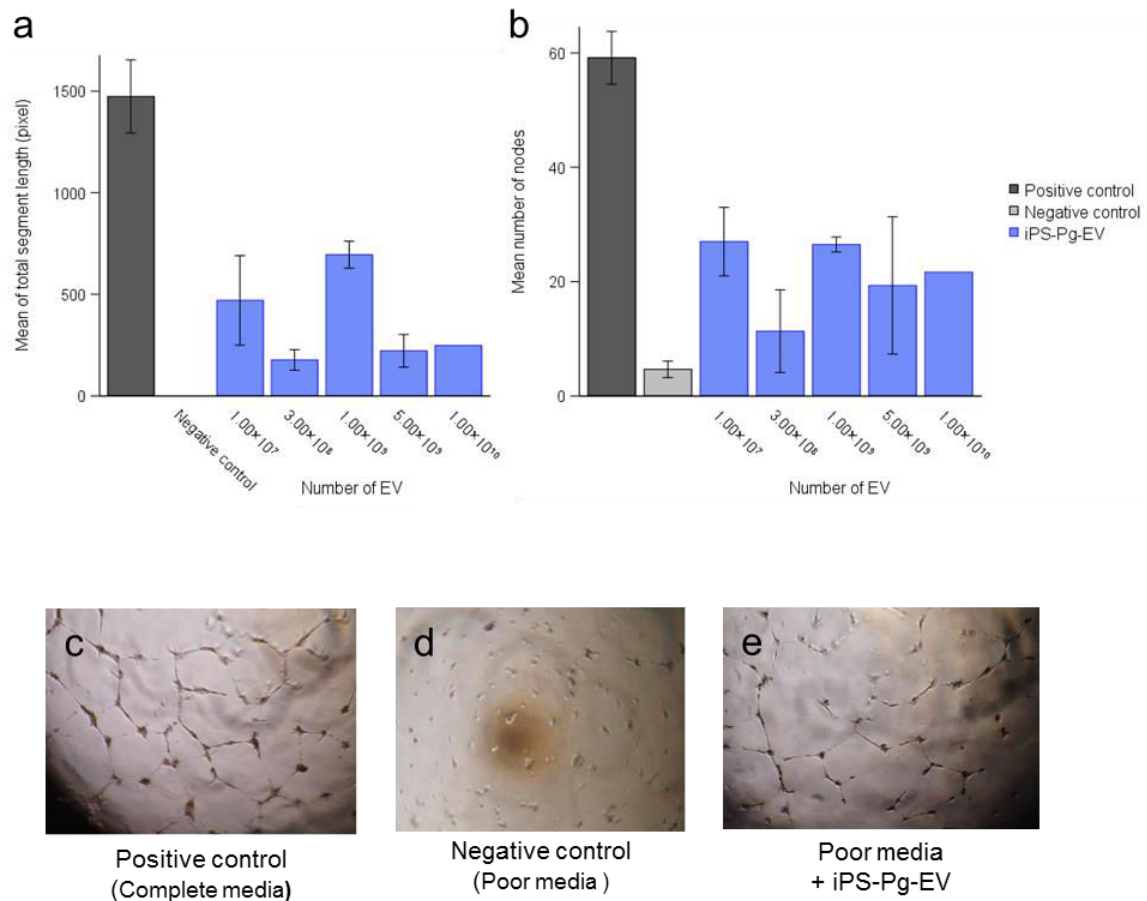 a
Mean of total segment length (pixel)
1500
1000
500
0
Negative control
1.00×10⁷
3.00×10⁸
1.00×10⁹
5.00×10⁹
1.00×10¹⁰
Number of EV
b
Mean number of nodes
60
40
20
0
1.00×10⁷
3.00×10⁸
1.00×10⁹
5.00×10⁹
1.00×10¹⁰
Number of EV
Positive control
Negative control
iPS-Pg-EV
c
Positive control
(Complete media)
d
Negative control
(Poor media )
e
Poor media
+ iPS-Pg-EV